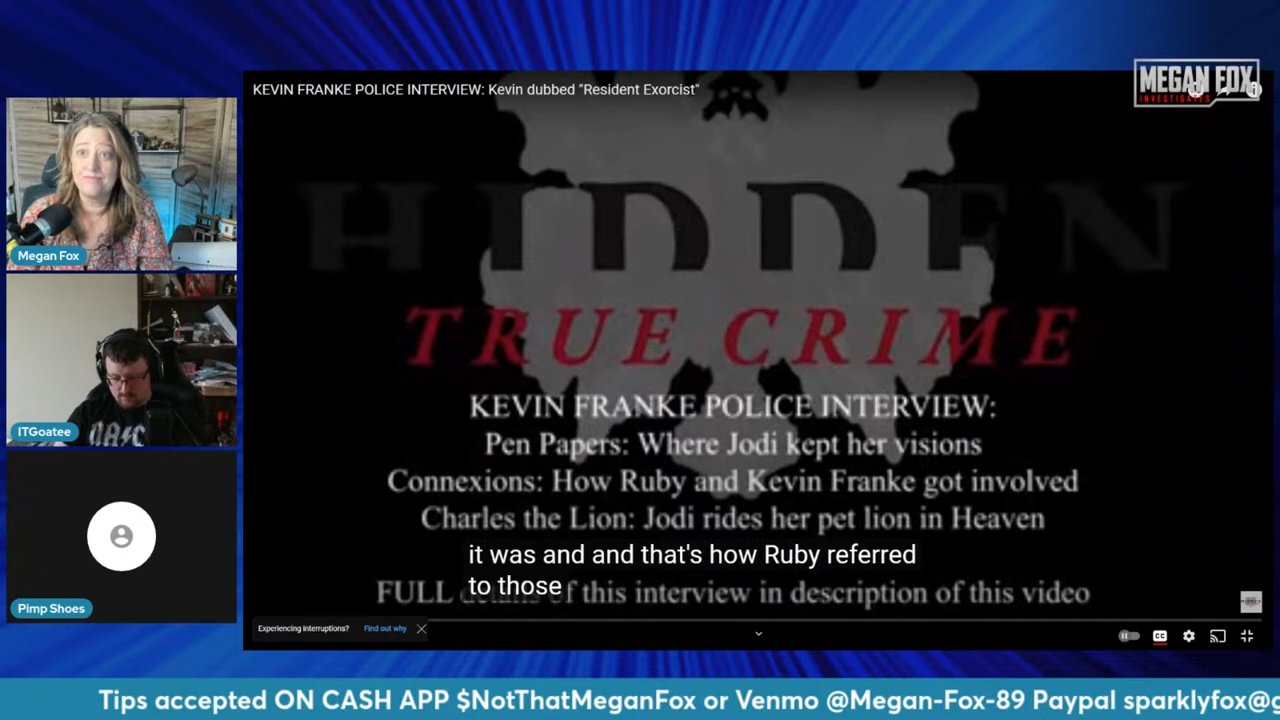 KEVIN FRANKE POLICE INTERVIEW: Kevin dubbed "Resident Exorcist"
MEGAN FOX
INVESTIGATES
Megan Fox
ITGoatee
Pimp Shoes
HIDDEN
TRUE CRIME
KEVIN FRANKE POLICE INTERVIEW:
Pen Papers: Where Jodi kept her visions
Connexions: How Ruby and Kevin Franke got involved
Charles the Lion: Jodi rides her pet lion in Heaven
it was and and that's how Ruby referred
to those
FULL details of this interview in description of this video
Experiencing interruptions? Find out why
CC
Tips accepted ON CASH APP $NotThatMeganFox or Venmo @Megan-Fox-89 Paypal sparklyfox@g